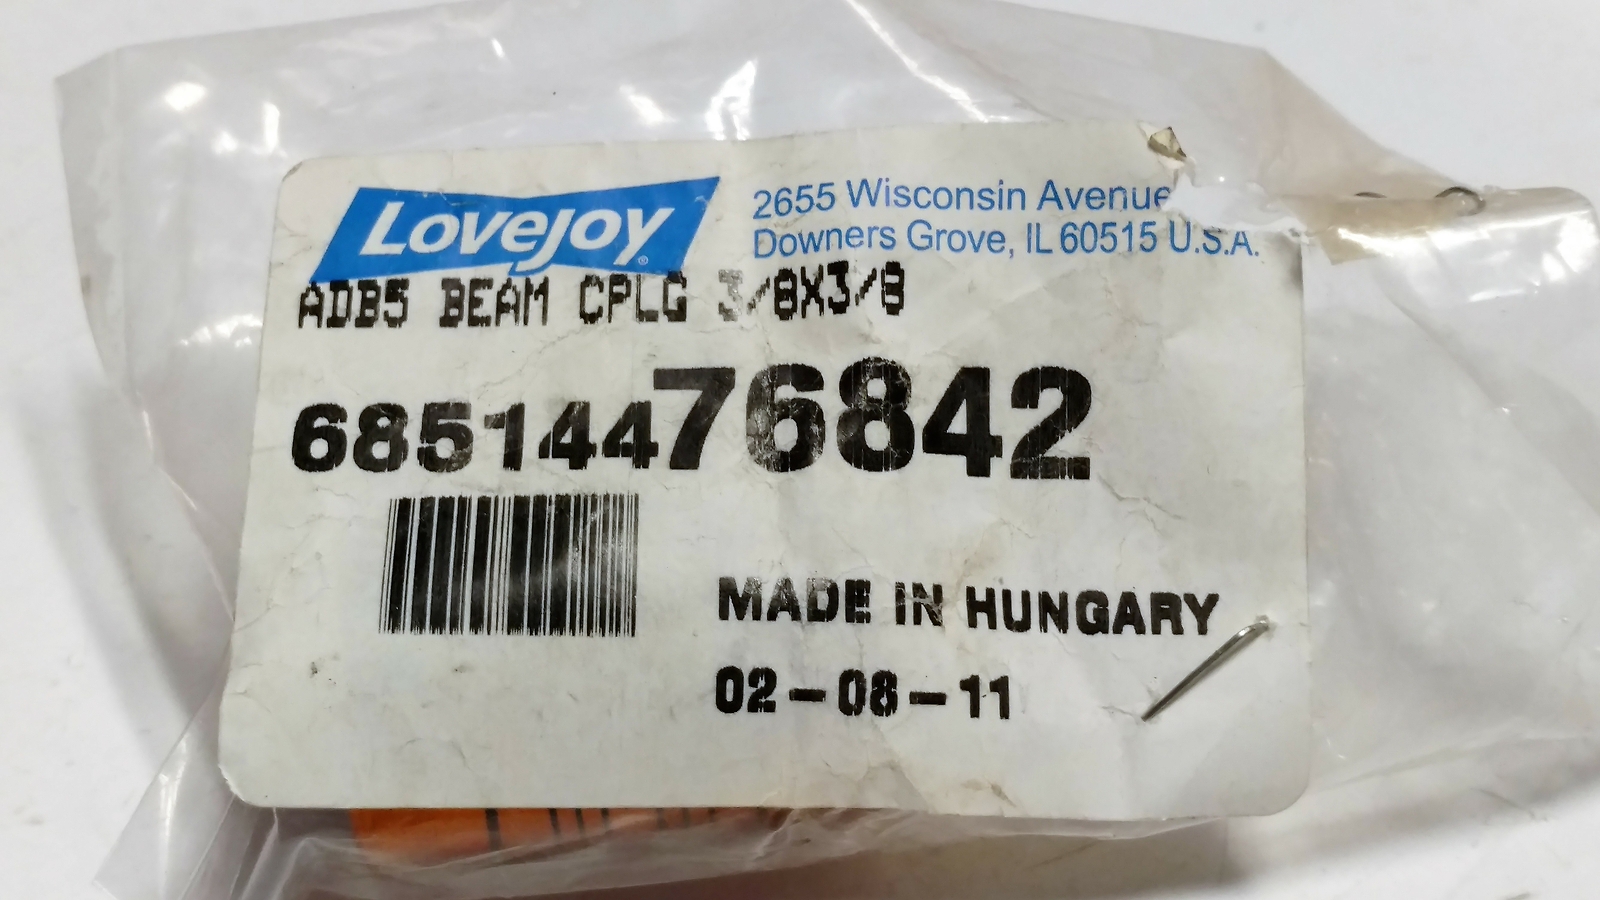 LOVEJOY®
2655 Wisconsin Avenue
Downers Grove, IL 60515 U.S.A.
ADB5 BEAM CPLG 3/8X3/8
68514476842
MADE IN HUNGARY
02-08-11